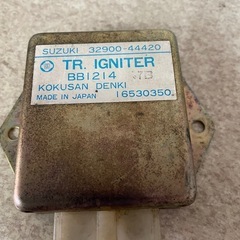 SUZUKI 32900-44420
TR. IGNITER
BB1214
KOKUSAN DENKI
MADE IN JAPAN 16530350